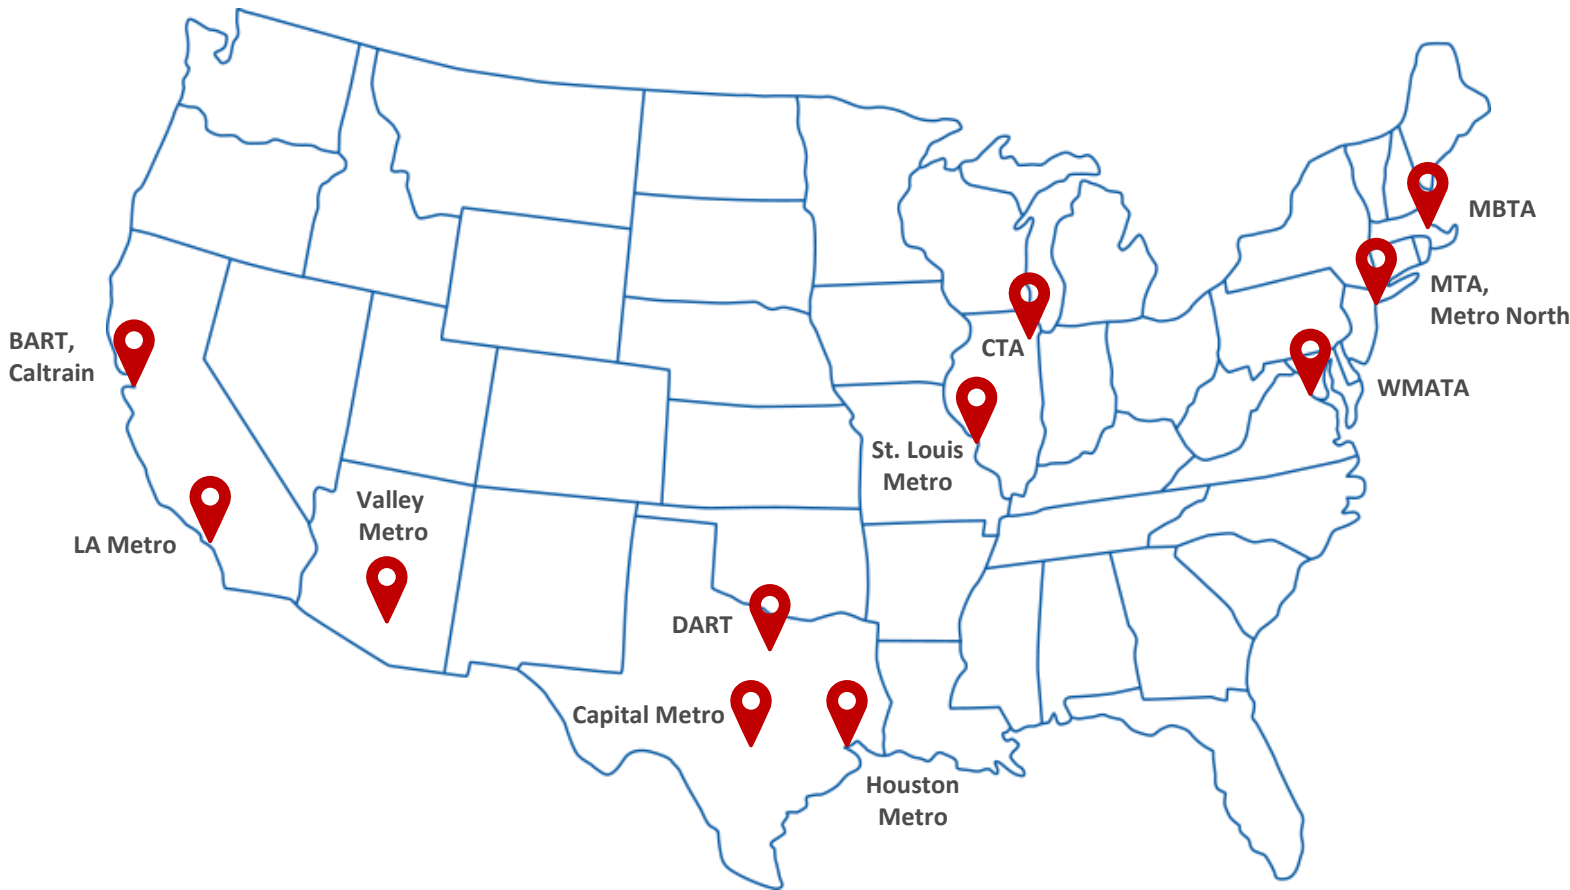 MBTA
MTA,
Metro North
BART,
Caltrain
CTA
WMATA
St. Louis
Metro
Valley
Metro
LA Metro
DART
Capital Metro
Houston
Metro